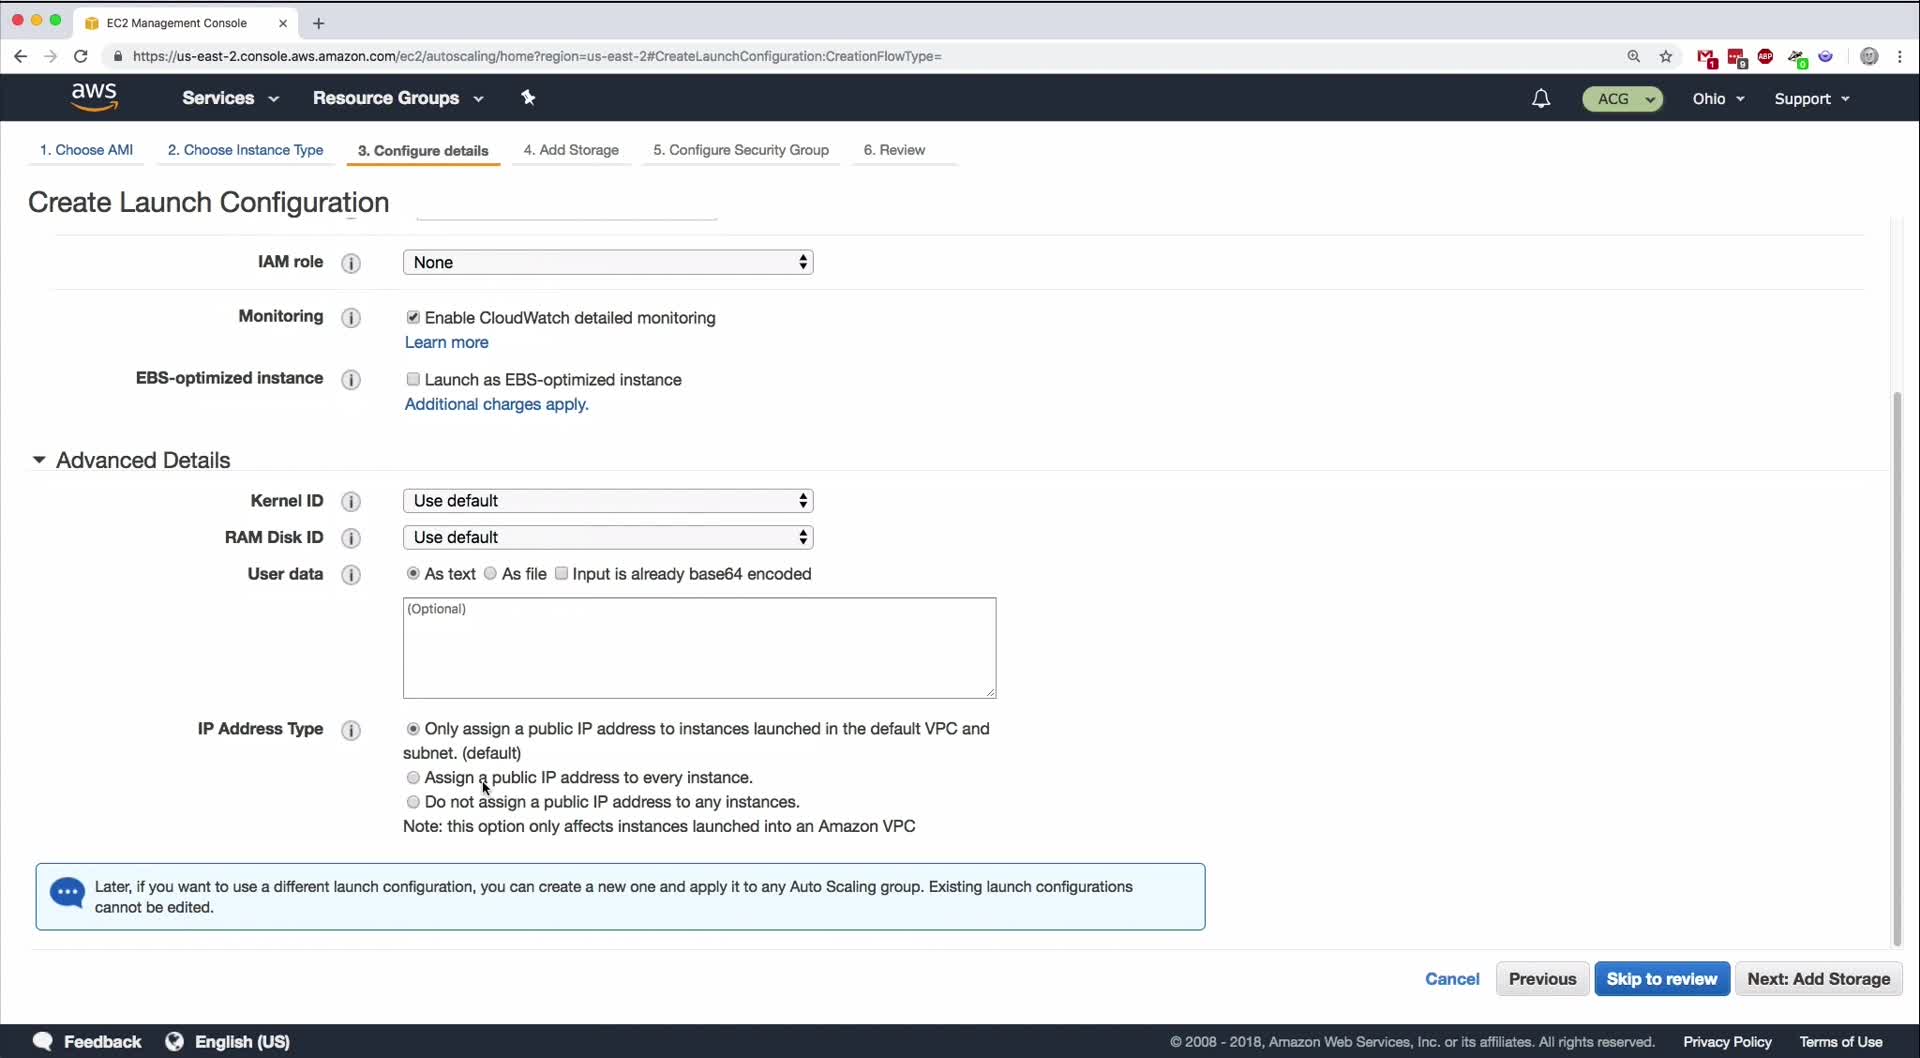 EC2 Management Console
https://us-east-2.console.aws.amazon.com/ec2/autoscaling/home?region=us-east-2#CreateLaunchConfiguration:CreationFlowType=
1
9
ABP
0
aws
Services
Resource Groups
ACG
Ohio
Support
1. Choose AMI
2. Choose Instance Type
3. Configure details
4. Add Storage
5. Configure Security Group
6. Review
Create Launch Configuration
IAM role
None
Monitoring
Enable CloudWatch detailed monitoring
Learn more
EBS-optimized instance
Launch as EBS-optimized instance
Additional charges apply.
Advanced Details
Kernel ID
Use default
RAM Disk ID
Use default
User data
As text
As file
Input is already base64 encoded
(Optional)
IP Address Type
Only assign a public IP address to instances launched in the default VPC and
subnet. (default)
Assign a public IP address to every instance.
Do not assign a public IP address to any instances.
Note: this option only affects instances launched into an Amazon VPC
Later, if you want to use a different launch configuration, you can create a new one and apply it to any Auto Scaling group. Existing launch configurations
cannot be edited.
Cancel
Previous
Skip to review
Next: Add Storage
Feedback
English (US)
© 2008 - 2018, Amazon Web Services, Inc. or its affiliates. All rights reserved.
Privacy Policy
Terms of Use